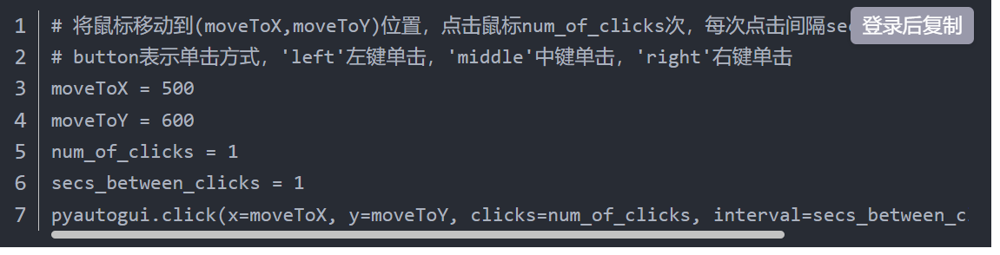 1 # 将鼠标移动到(moveToX,moveToY)位置，点击鼠标num_of_clicks次，每次点击间隔sec
登录后复制
2 # button表示单击方式，'left'左键单击，'middle'中键单击，'right'右键单击
3 moveToX = 500
4 moveToY = 600
5 num_of_clicks = 1
6 secs_between_clicks = 1
7 pyautogui.click(x=moveToX, y=moveToY, clicks=num_of_clicks, interval=secs_between_c